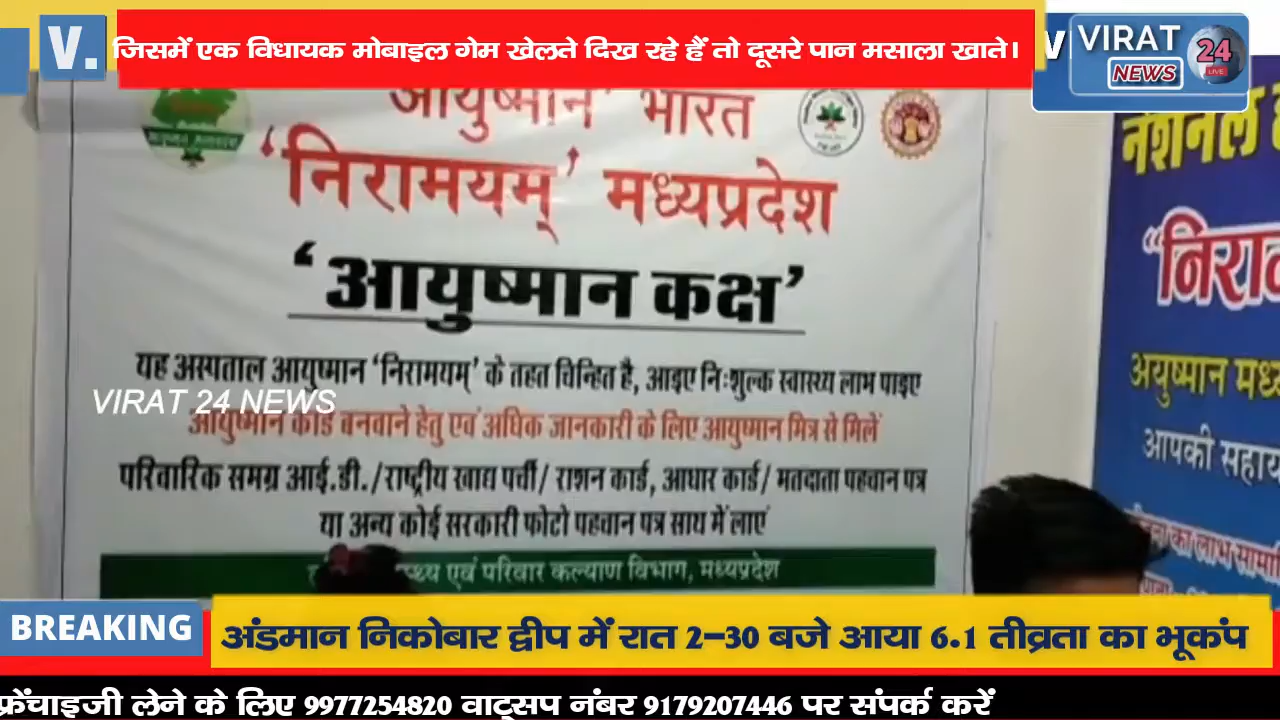 V.
जिसमें एक विधायक मोबाइल गेम खेलते दिख रहे हैं तो दूसरे पान मसाला खाते।
V
VIRAT 24
NEWS LIVE
आयुष्मान' भारत
'निरामयम्' मध्यप्रदेश
'आयुष्मान कक्ष'
यह अस्पताल आयुष्मान 'निरामयम्' के तहत चिन्हित है, आइए निःशुल्क स्वास्थ्य लाभ पाइए
VIRAT 24 NEWS
आयुष्मान कार्ड बनवाने हेतु एवं अधिक जानकारी के लिए आयुष्मान मित्र से मिलें
परिवारिक समग्र आई.डी./राष्ट्रीय खाद्य पर्ची/ राशन कार्ड, आधार कार्ड/ मतदाता पहचान पत्र
या अन्य कोई सरकारी फोटो पहचान पत्र साथ में लाएं
एवं परिवार कल्याण विभाग, मध्यप्रदेश
नेशनल
"निरा
अयुष्मान मध्य
आपकी सहाय
का लाभ सामा
BREAKING
अंडमान निकोबार द्वीप में रात 2-30 बजे आया 6.1 तीव्रता का भूकंप
फ्रेंचाइजी लेने के लिए 9977254820 वाट्सप नंबर 9179207446 पर संपर्क करें